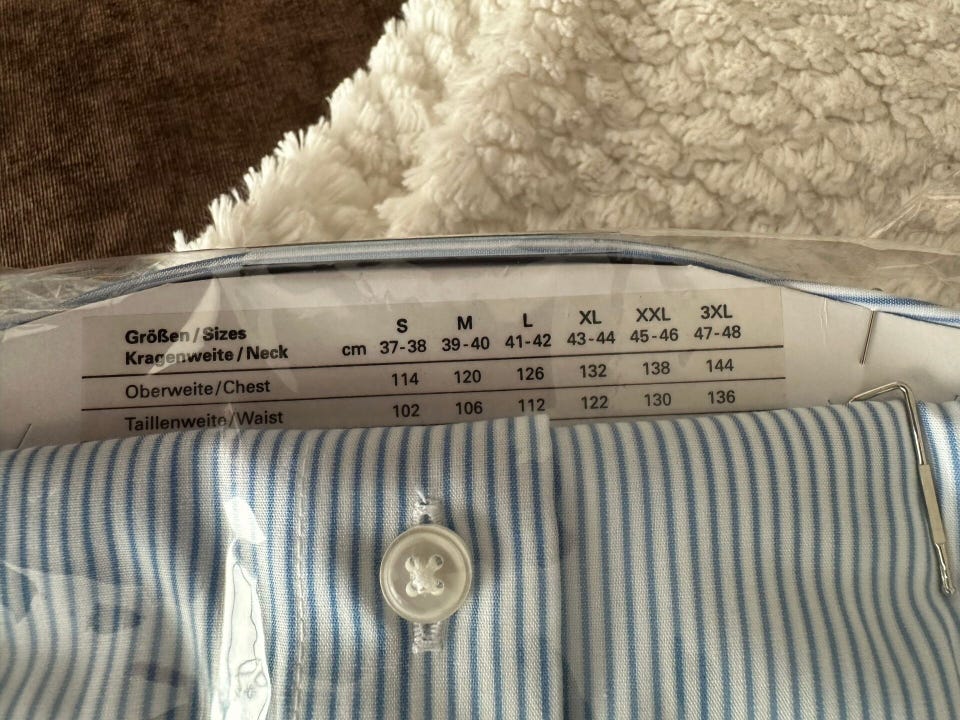 Größen/Sizes S M L XL XXL 3XL
Kragenweite/Neck cm 37-38 39-40 41-42 43-44 45-46 47-48
Oberweite/Chest 114 120 126 132 138 144
Taillenweite/Waist 102 106 112 122 130 136